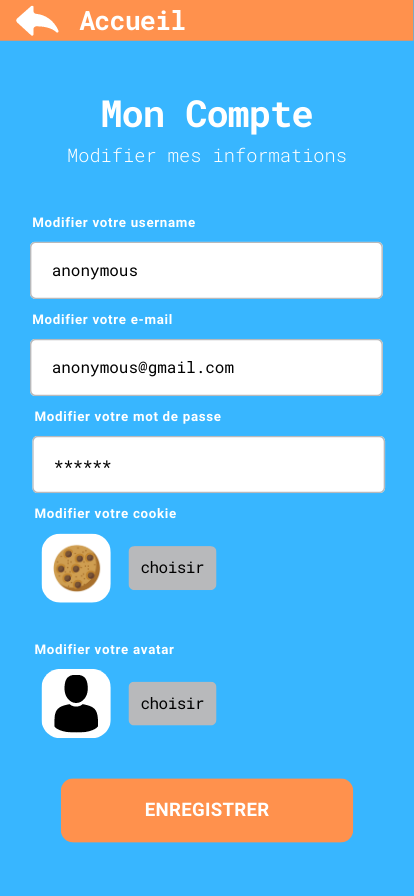 Accueil
Mon Compte
Modifier mes informations
Modifier votre username
anonymous
Modifier votre e-mail
anonymous@gmail.com
Modifier votre mot de passe
******
Modifier votre cookie
choisir
Modifier votre avatar
choisir
ENREGISTRER